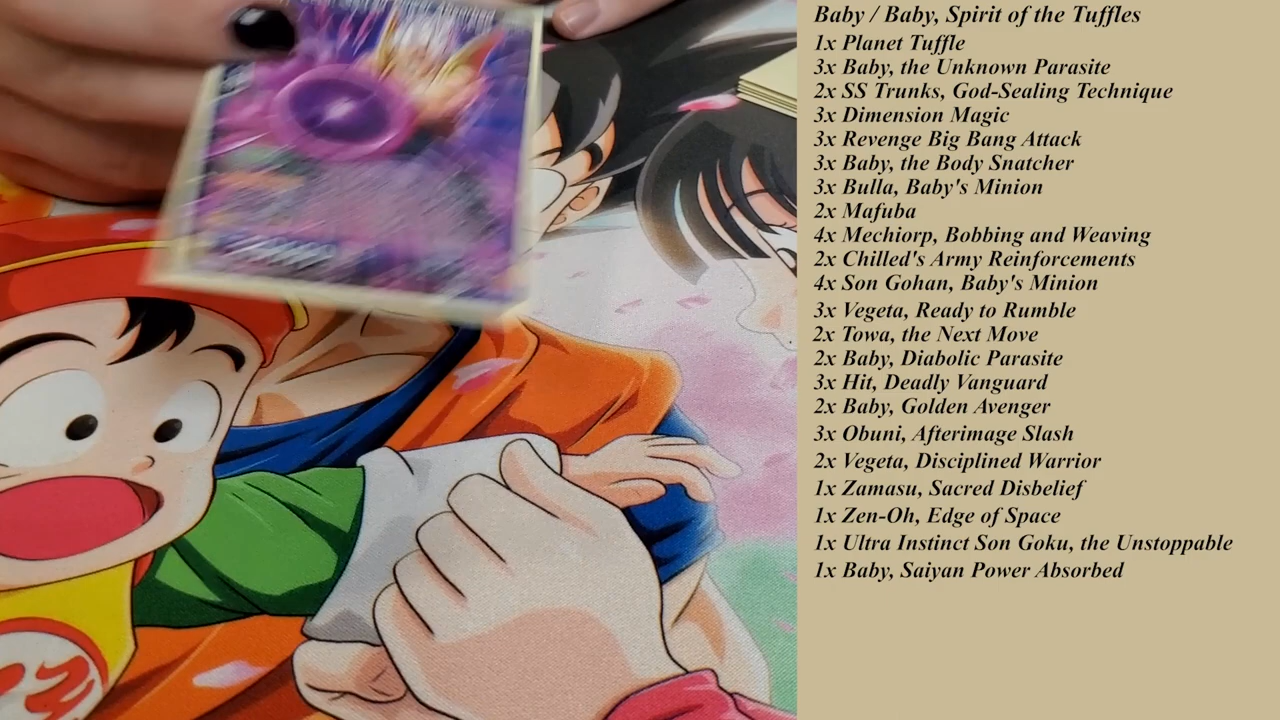 Baby / Baby, Spirit of the Tuffles
1x Planet Tuffle
3x Baby, the Unknown Parasite
2x SS Trunks, God-Sealing Technique
3x Dimension Magic
3x Revenge Big Bang Attack
3x Baby, the Body Snatcher
3x Bulla, Baby's Minion
2x Mafuba
4x Mechiorp, Bobbing and Weaving
2x Chilled's Army Reinforcements
4x Son Gohan, Baby's Minion
3x Vegeta, Ready to Rumble
2x Towa, the Next Move
2x Baby, Diabolic Parasite
3x Hit, Deadly Vanguard
2x Baby, Golden Avenger
3x Obuni, Afterimage Slash
2x Vegeta, Disciplined Warrior
1x Zamasu, Sacred Disbelief
1x Zen-Oh, Edge of Space
1x Ultra Instinct Son Goku, the Unstoppable
1x Baby, Saiyan Power Absorbed